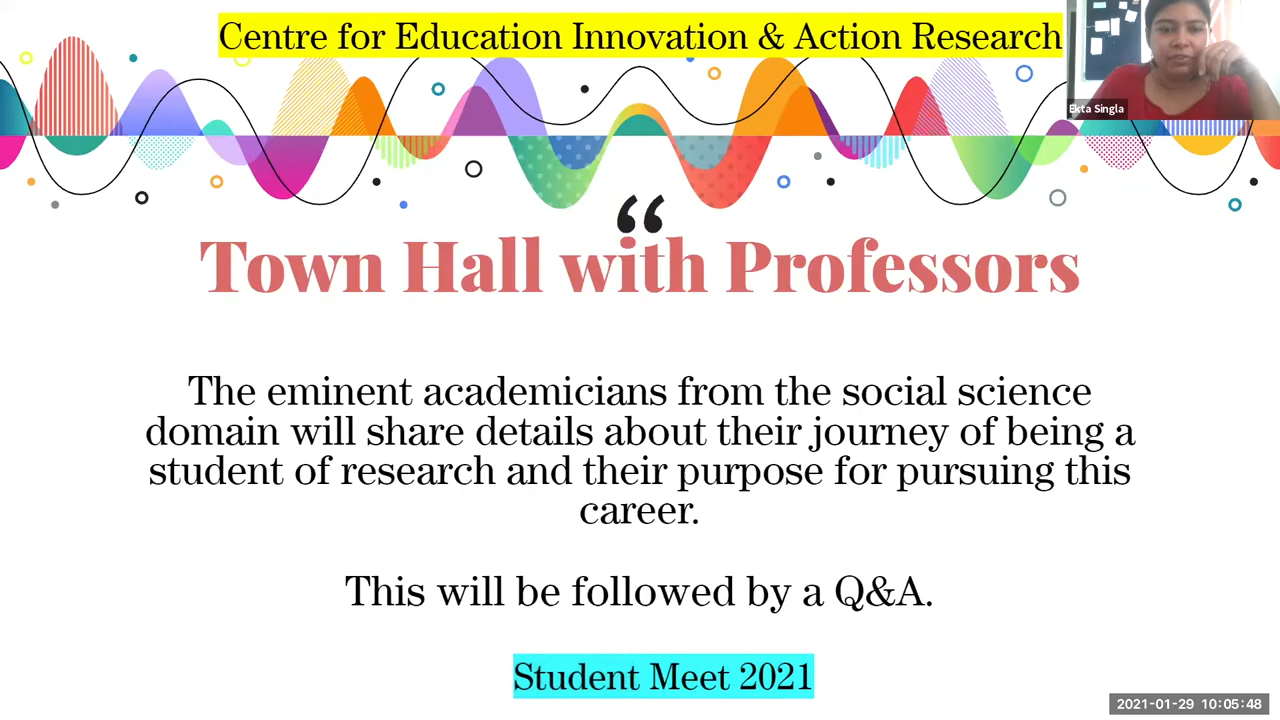 Centre for Education Innovation & Action Research
Ekta Singla
“
Town Hall with Professors
The eminent academicians from the social science
domain will share details about their journey of being a
student of research and their purpose for pursuing this
career.
This will be followed by a Q&A.
Student Meet 2021
2021-01-29 10:05:48